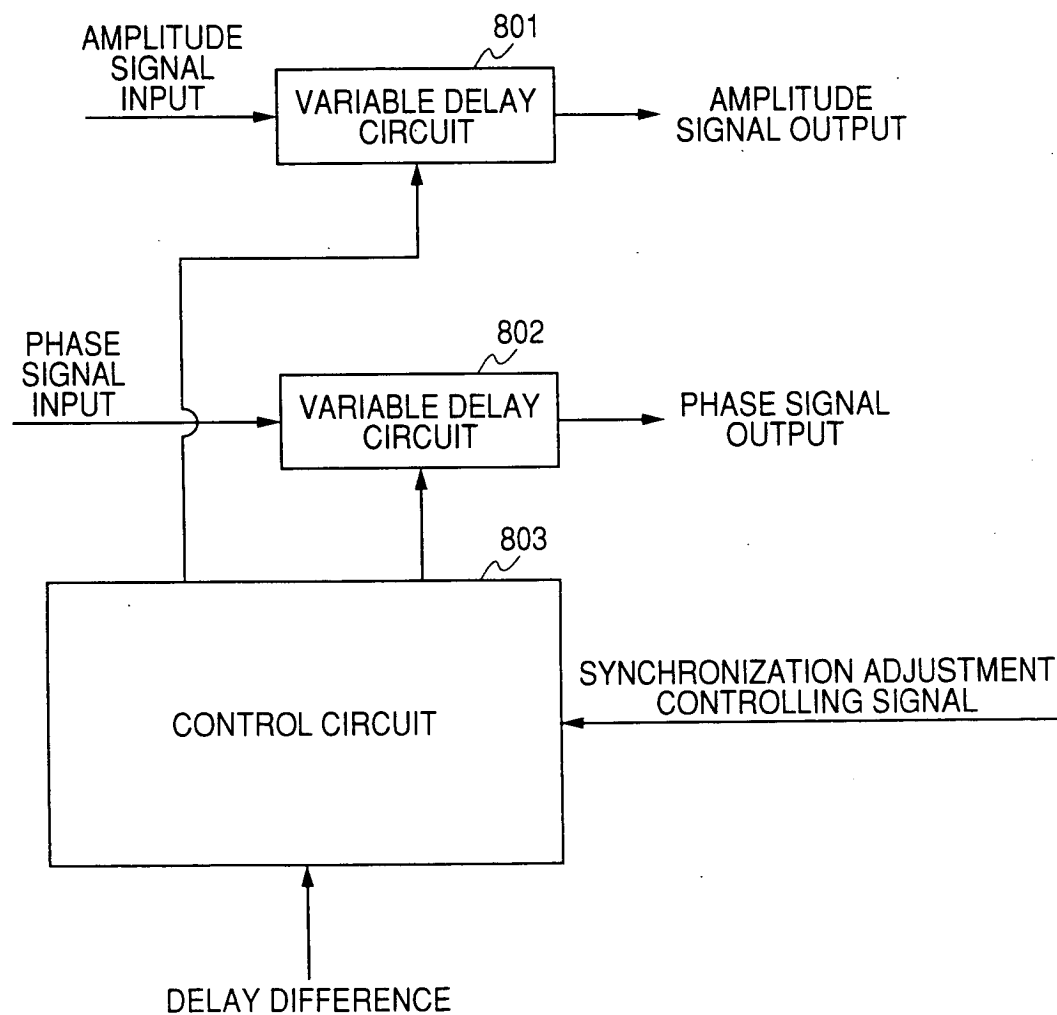 801
AMPLITUDE
SIGNAL
INPUT
VARIABLE DELAY
CIRCUIT
AMPLITUDE
SIGNAL OUTPUT
802
PHASE
SIGNAL
INPUT
VARIABLE DELAY
CIRCUIT
PHASE SIGNAL
OUTPUT
803
CONTROL CIRCUIT
SYNCHRONIZATION ADJUSTMENT
CONTROLLING SIGNAL
DELAY DIFFERENCE